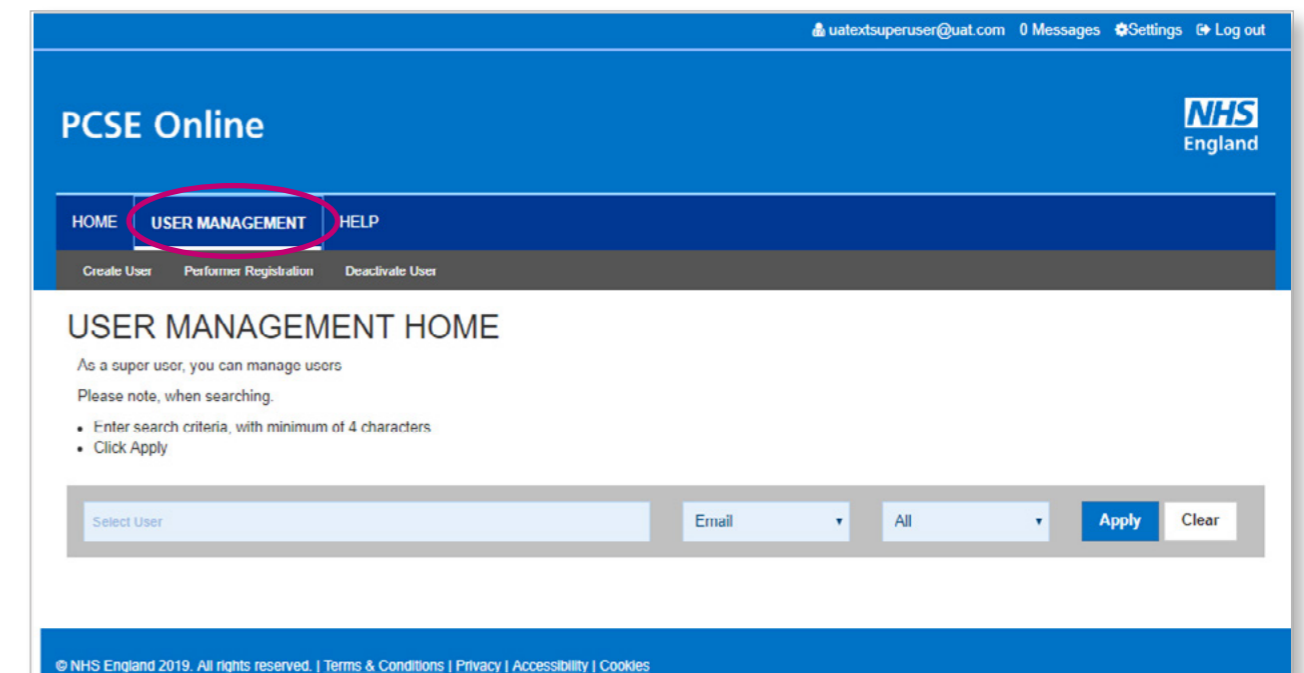 uatextsuperuser@uat.com 0 Messages Settings Log out
PCSE Online
NHS
England
HOME USER MANAGEMENT HELP
Create User Performer Registration Deactivate User
USER MANAGEMENT HOME
As a super user, you can manage users
Please note, when searching.
• Enter search criteria, with minimum of 4 characters
• Click Apply
Select User Email All Apply Clear
© NHS England 2019. All rights reserved. | Terms & Conditions | Privacy | Accessibility | Cookies